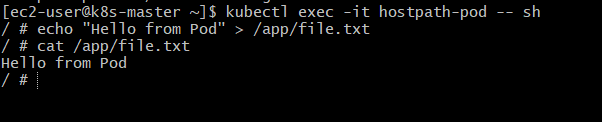 [ec2-user@k8s-master ~]$ kubectl exec -it hostpath-pod -- sh
/ # echo "Hello from Pod" > /app/file.txt
/ # cat /app/file.txt
Hello from Pod
/ #